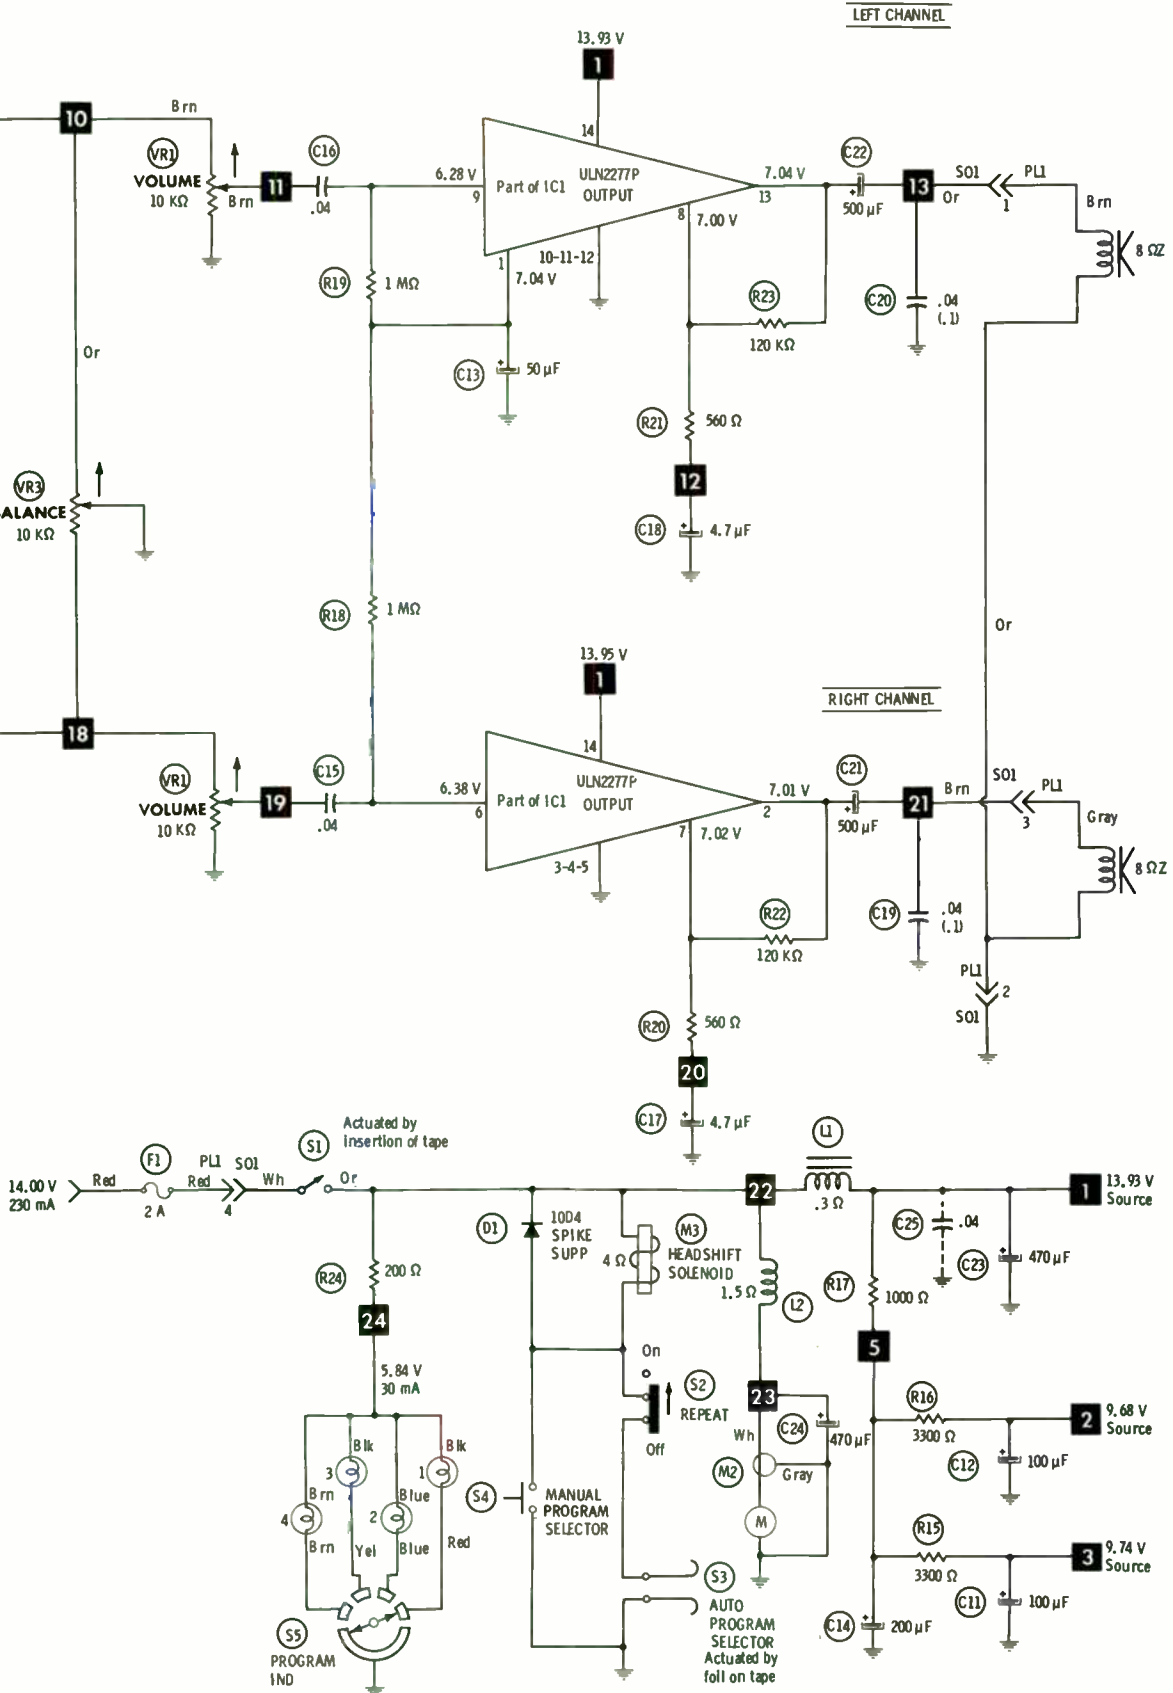 LEFT CHANNEL
13.93 V
1
10
Brn
VR1
VOLUME
10 KΩ
Brn
11
C16
.04
6.28 V
9
14
Part of IC1
ULN2277P
OUTPUT
7.04 V
13
8
7.00 V
10-11-12
1
7.04 V
C22
500 µF
13
Or
SO1
PL1
1
Brn
8 ΩZ
R19
1 MΩ
C13
50 µF
R23
120 KΩ
C20
.04
(.1)
Or
R21
560 Ω
12
C18
4.7 µF
VR3
ALANCE
10 KΩ
R18
1 MΩ
Or
13.95 V
1
RIGHT CHANNEL
18
VR1
VOLUME
10 KΩ
19
C15
.04
6.38 V
6
14
Part of IC1
ULN2277P
OUTPUT
7.01 V
2
7
7.02 V
3-4-5
C21
500 µF
21
Brn
SO1
PL1
3
Gray
8 ΩZ
R22
120 KΩ
C19
.04
(.1)
PL1
2
SO1
R20
560 Ω
20
C17
4.7 µF
14.00 V
230 mA
Red
F1
2 A
Red
PL1
SO1
4
Wh
S1
Actuated by
insertion of tape
Or
R24
200 Ω
24
5.84 V
30 mA
Blk
3
Blk
1
Brn
4
Brn
Blue
2
Blue
Yel
Red
S5
PROGRAM
IND
D1
10D4
SPIKE
SUPP
M3
HEADSHIFT
SOLENOID
4 Ω
On
S2
REPEAT
Off
S4
MANUAL
PROGRAM
SELECTOR
S3
AUTO
PROGRAM
SELECTOR
Actuated by
foil on tape
22
L1
.3 Ω
1.5 Ω
L2
23
Wh
C24
470 µF
M2
Gray
M
R17
1000 Ω
5
C25
.04
C23
470 µF
1
13.93 V
Source
R16
3300 Ω
C12
100 µF
2
9.68 V
Source
R15
3300 Ω
C11
100 µF
3
9.74 V
Source
C14
200 µF